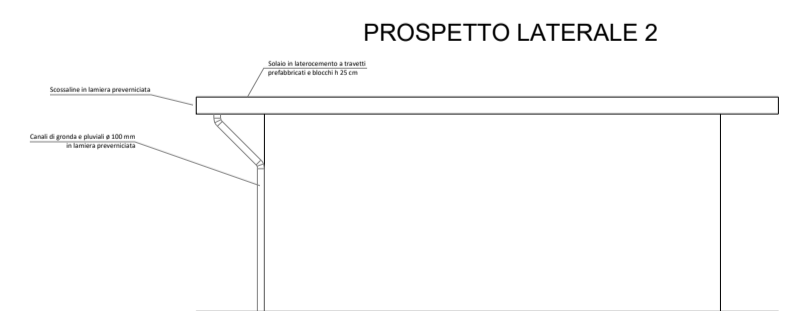 PROSPETTO LATERALE 2
Solaio in laterocemento a travetti
prefabbricati e blocchi h 25 cm
Scossaline in lamiera preverniciata
Canali di gronda e pluviali ø 100 mm
in lamiera preverniciata